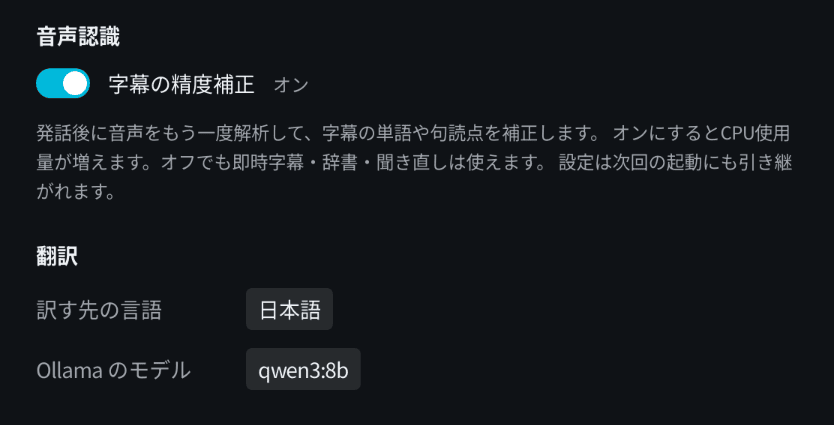 音声認識
字幕の精度補正 オン
発話後に音声をもう一度解析して、字幕の単語や句読点を補正します。 オンにするとCPU使用
量が増えます。オフでも即時字幕・辞書・聞き直しは使えます。 設定は次回の起動にも引き継
がれます。
翻訳
訳す先の言語 日本語
Ollama のモデル qwen3:8b